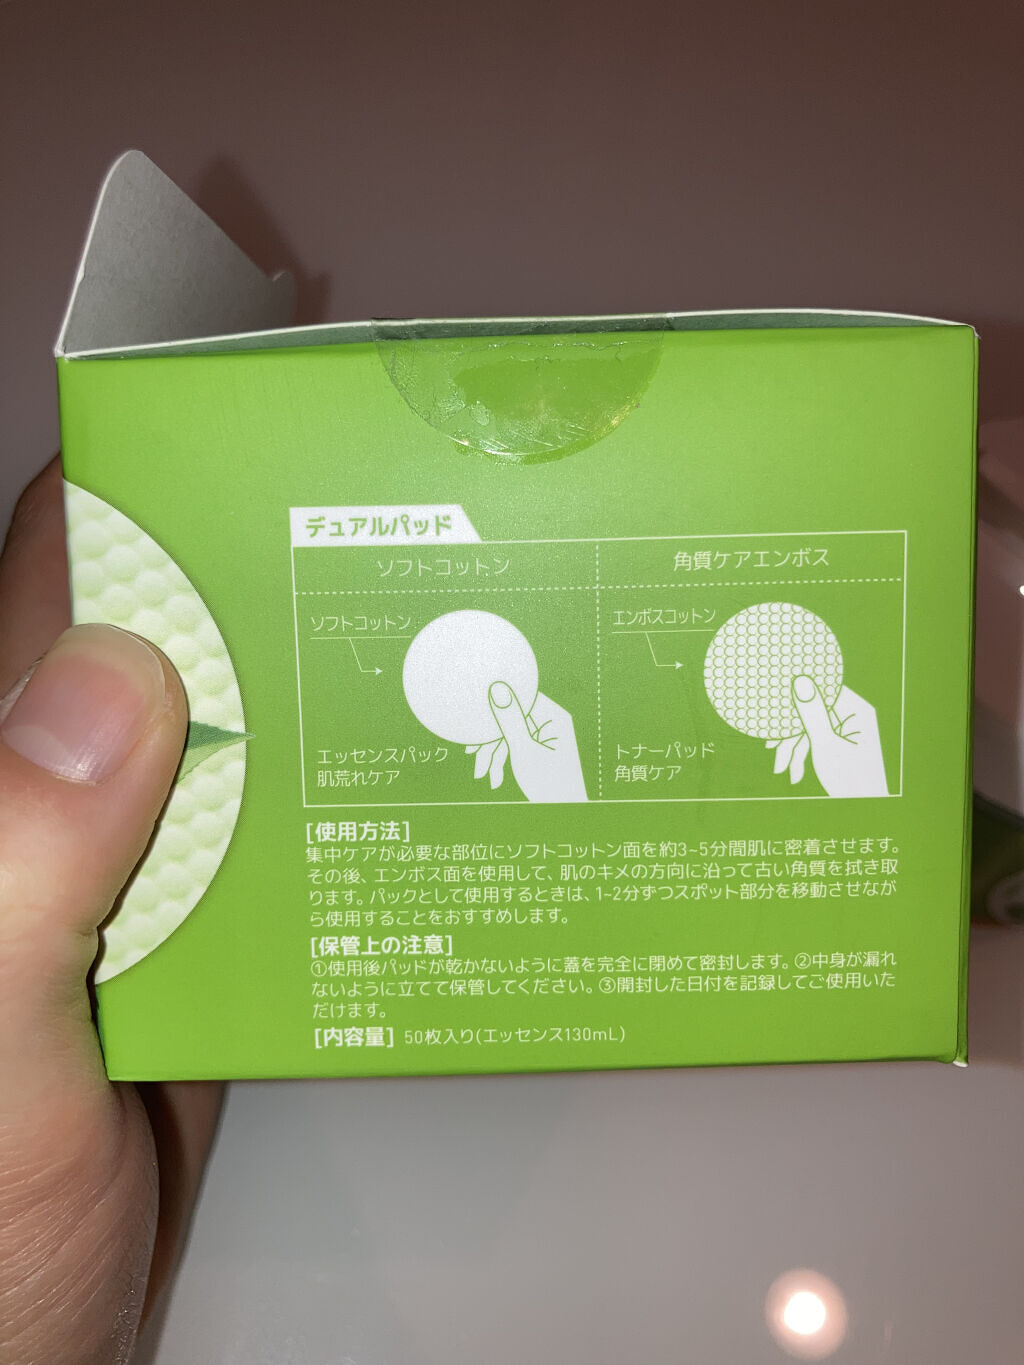 デュアルパッド
ソフトコットン
角質ケアエンボス
ソフトコットン
エンボスコットン
エッセンスパック
肌荒れケア
トナーパッド
角質ケア
[使用方法]
集中ケアが必要な部位にソフトコットン面を約3~5分間肌に密着させます。
その後、エンボス面を使用して、肌のキメの方向に沿って古い角質を拭き取
ります。パックとして使用するときは、1~2分ずつスポット部分を移動させなが
ら使用することをおすすめします。
[保管上の注意]
①使用後パッドが乾かないように蓋を完全に閉めて密封します。②中身が漏れ
ないように立てて保管してください。③開封した日付を記録してご使用いた
だけます。
[内容量] 50枚入り(エッセンス130mL)